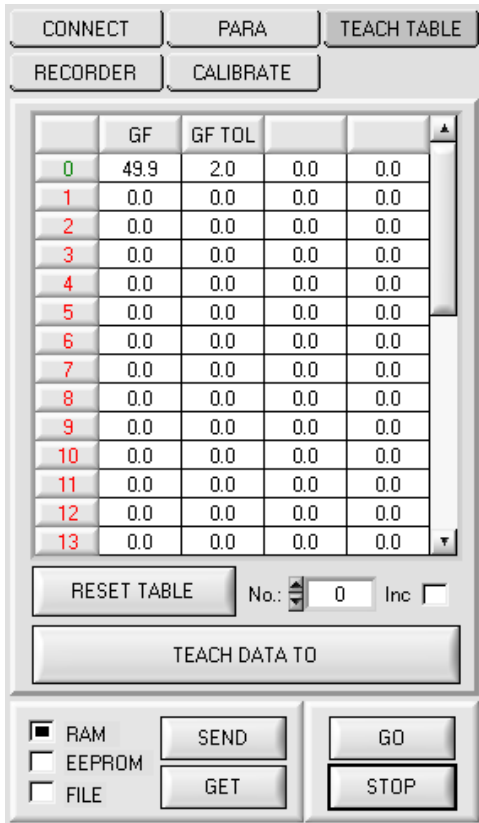 CONNECT PARA TEACH TABLE
RECORDER CALIBRATE
GF GF TOL
0 49.9 2.0 0.0 0.0
1 0.0 0.0 0.0 0.0
2 0.0 0.0 0.0 0.0
3 0.0 0.0 0.0 0.0
4 0.0 0.0 0.0 0.0
5 0.0 0.0 0.0 0.0
6 0.0 0.0 0.0 0.0
7 0.0 0.0 0.0 0.0
8 0.0 0.0 0.0 0.0
9 0.0 0.0 0.0 0.0
10 0.0 0.0 0.0 0.0
11 0.0 0.0 0.0 0.0
12 0.0 0.0 0.0 0.0
13 0.0 0.0 0.0 0.0
RESET TABLE No.: 0 Inc
TEACH DATA TO
RAM SEND GO
EEPROM
FILE GET STOP